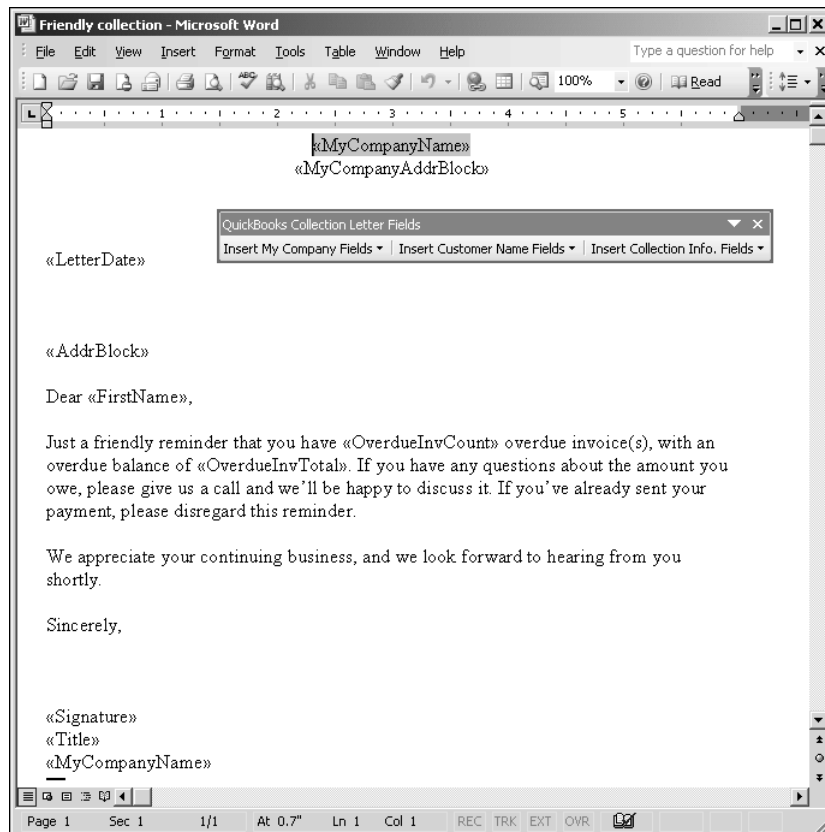 Friendly collection - Microsoft Word
File Edit View Insert Format Tools Table Window Help Type a question for help
100% Read
1 2 3 4 5
«MyCompanyName»
«MyCompanyAddrBlock»
QuickBooks Collection Letter Fields
Insert My Company Fields Insert Customer Name Fields Insert Collection Info. Fields
«LetterDate»
«AddrBlock»
Dear «FirstName»,
Just a friendly reminder that you have «OverdueInvCount» overdue invoice(s), with an
overdue balance of «OverdueInvTotal». If you have any questions about the amount you
owe, please give us a call and we'll be happy to discuss it. If you've already sent your
payment, please disregard this reminder.
We appreciate your continuing business, and we look forward to hearing from you
shortly.
Sincerely,
«Signature»
«Title»
«MyCompanyName»
Page 1 Sec 1 1/1 At 0.7" Ln 1 Col 1 REC TRK EXT OVR